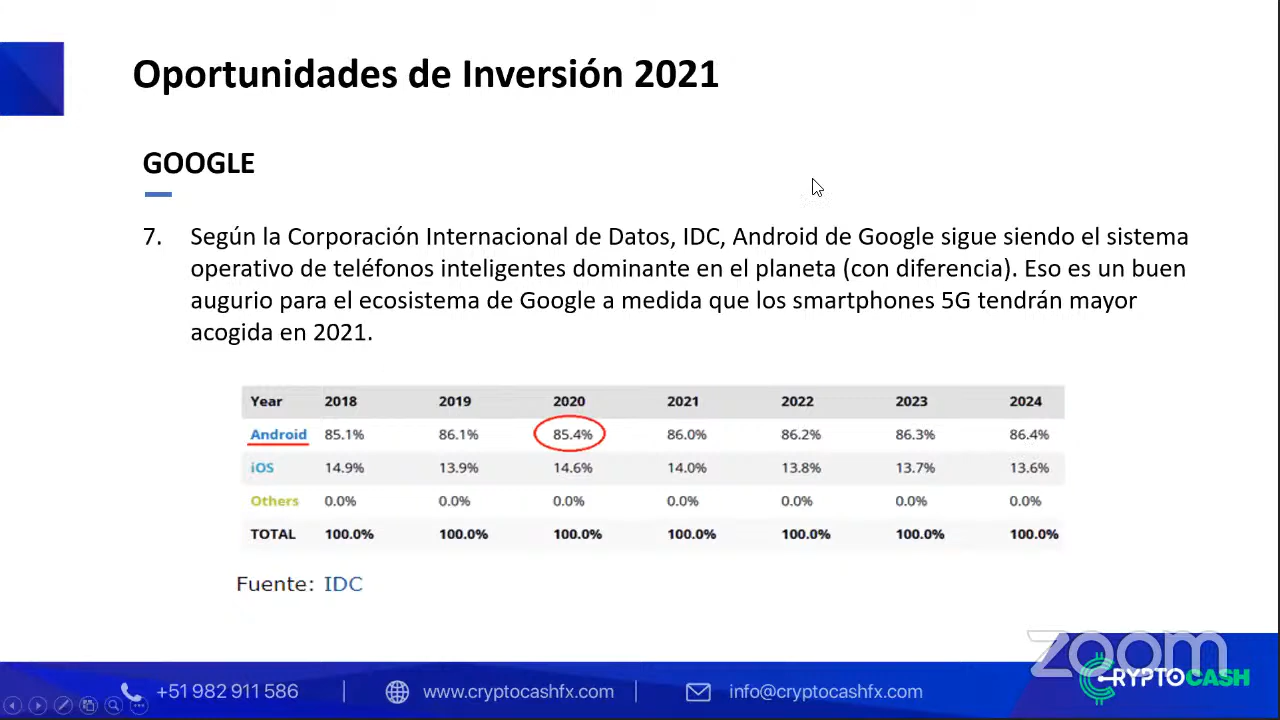 Oportunidades de Inversión 2021
GOOGLE
7. Según la Corporación Internacional de Datos, IDC, Android de Google sigue siendo el sistema
operativo de teléfonos inteligentes dominante en el planeta (con diferencia). Eso es un buen
augurio para el ecosistema de Google a medida que los smartphones 5G tendrán mayor
acogida en 2021.
Year 2018 2019 2020 2021 2022 2023 2024
Android 85.1% 86.1% 85.4% 86.0% 86.2% 86.3% 86.4%
iOS 14.9% 13.9% 14.6% 14.0% 13.8% 13.7% 13.6%
Others 0.0% 0.0% 0.0% 0.0% 0.0% 0.0% 0.0%
TOTAL 100.0% 100.0% 100.0% 100.0% 100.0% 100.0% 100.0%
Fuente: IDC
zoom
+51 982 911 586 www.cryptocashfx.com info@cryptocashfx.com CRYPTOCASH